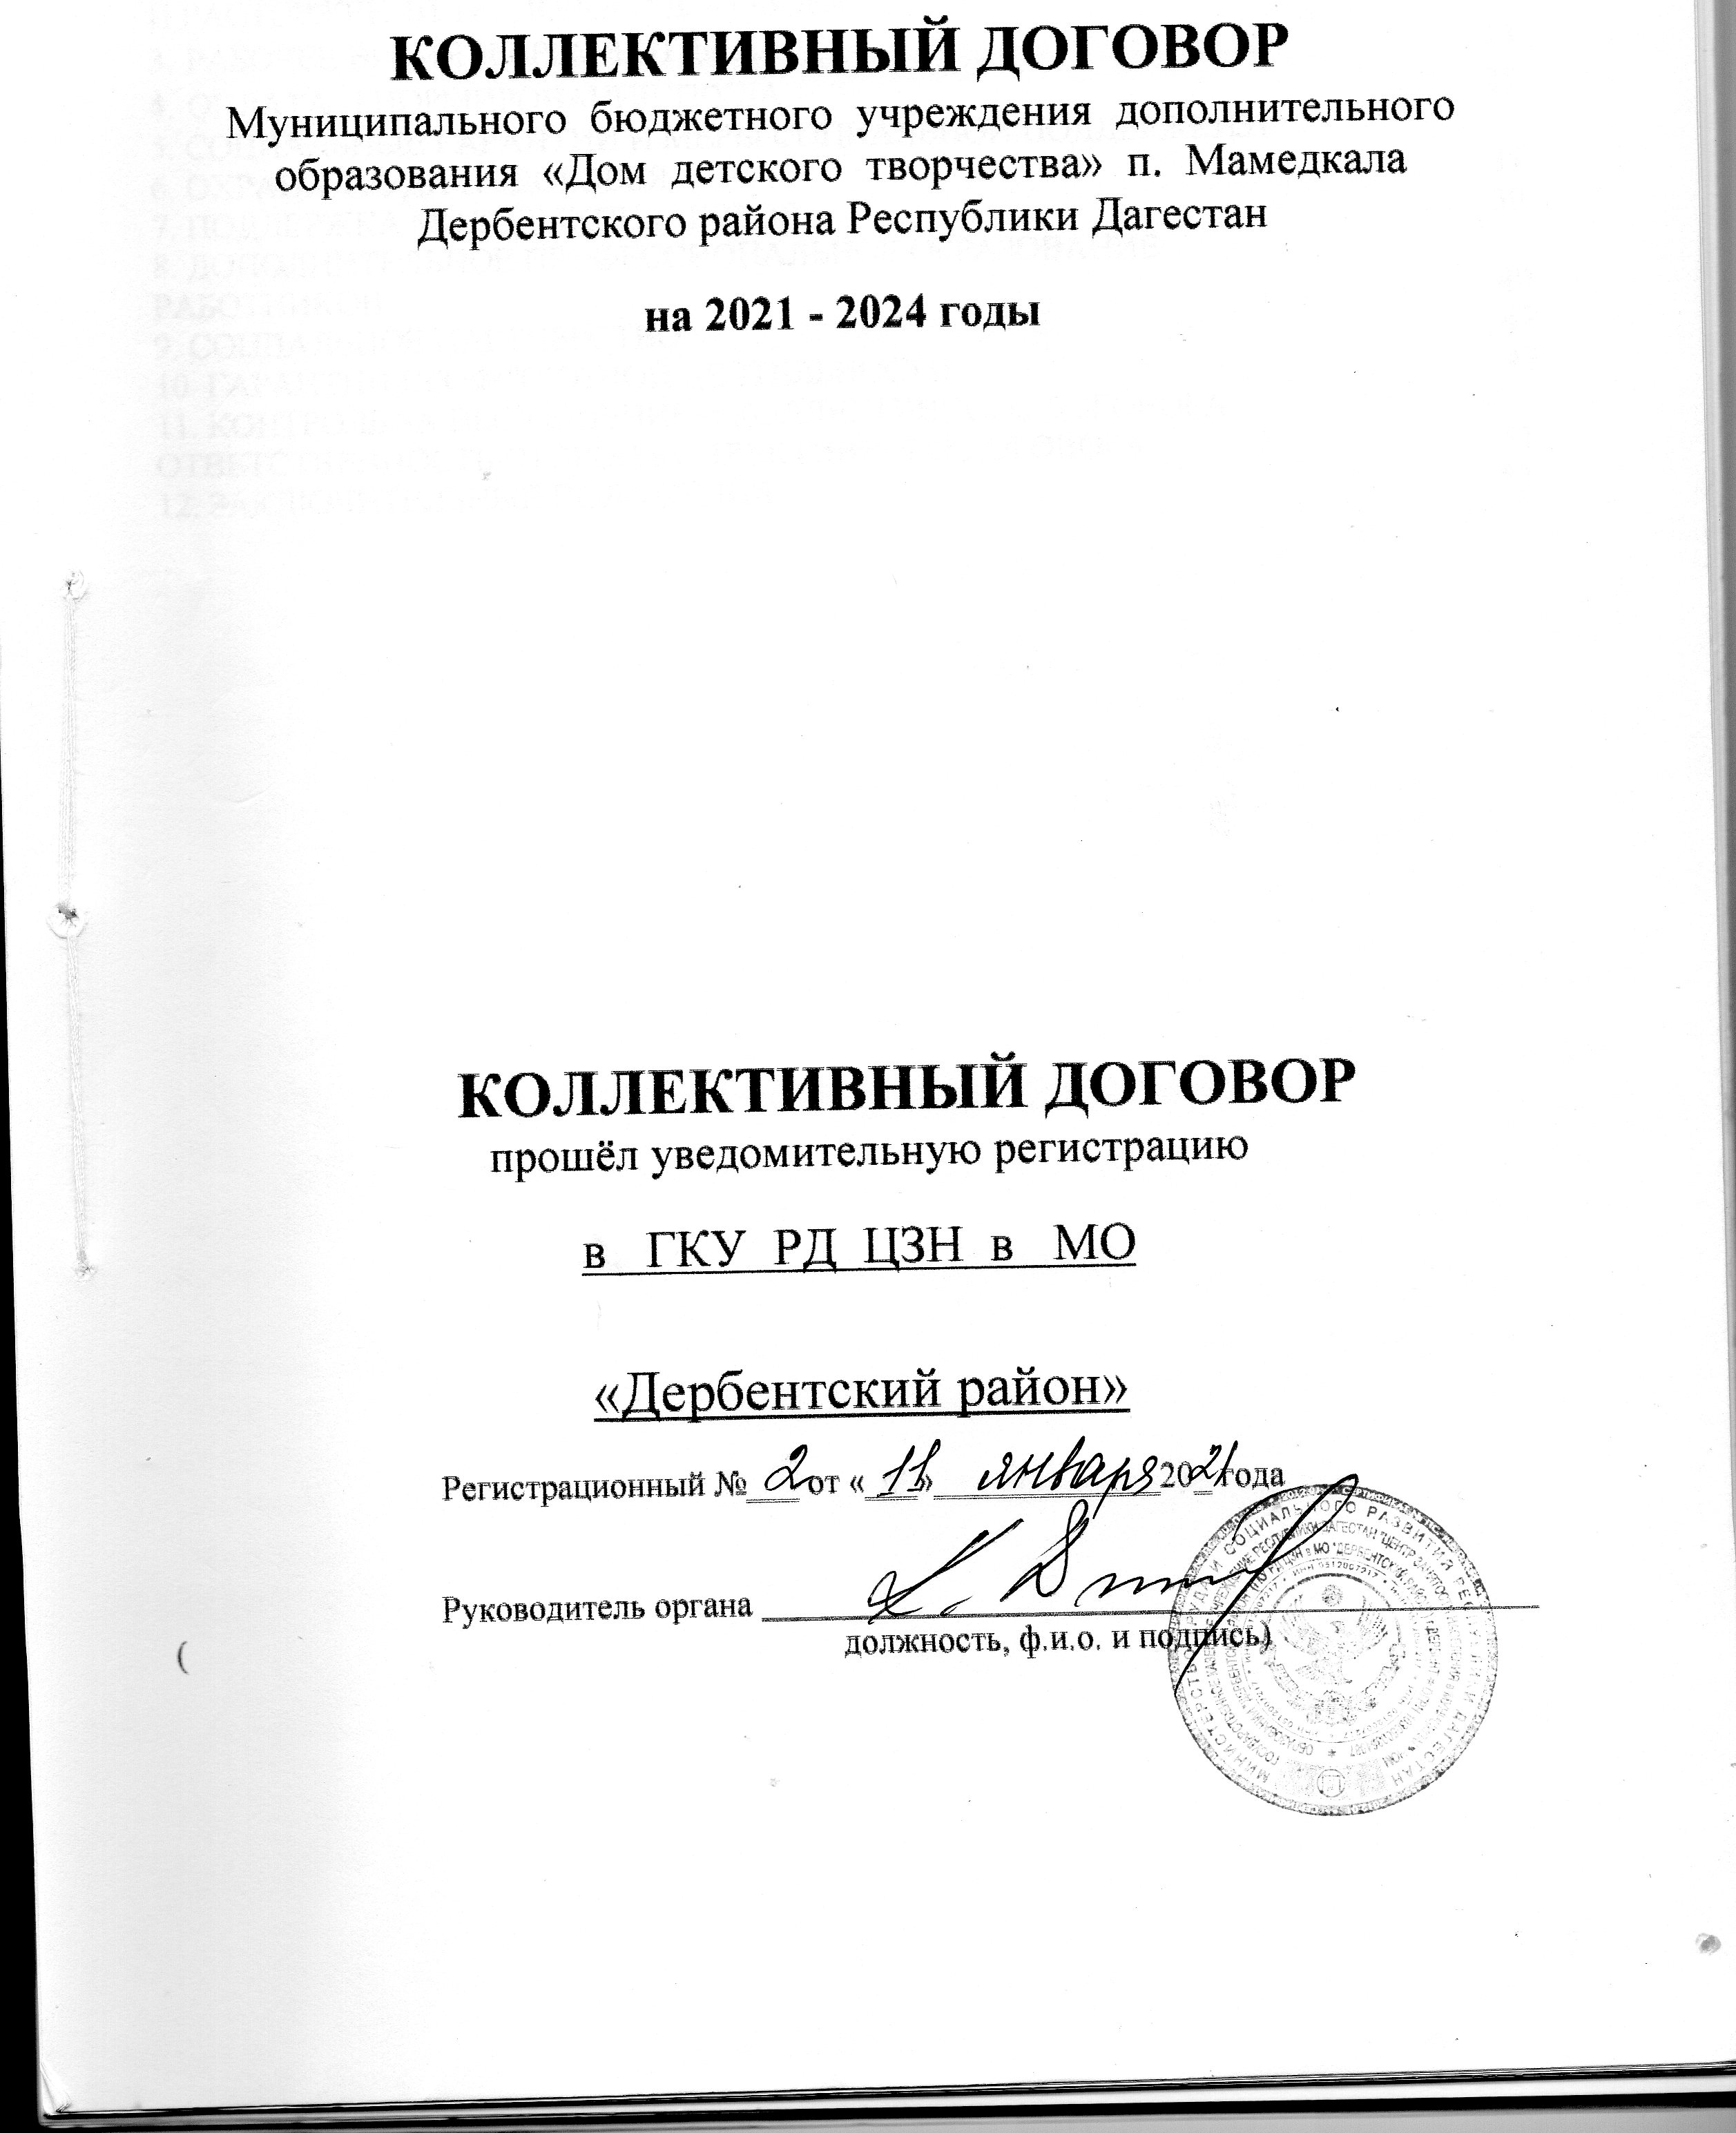 КОЛЛЕКТИВНЫЙ ДОГОВОР
Муниципального бюджетного учреждения дополнительного
образования «Дом детского творчества» п. Мамедкала
Дербентского района Республики Дагестан
на 2021 - 2024 годы
КОЛЛЕКТИВНЫЙ ДОГОВОР
прошёл уведомительную регистрацию
в ГКУ РД ЦЗН в МО
«Дербентский район»
Регистрационный № 2 от « 11 » января 2021 года
Руководитель органа
должность, ф.и.о. и подпись)
(